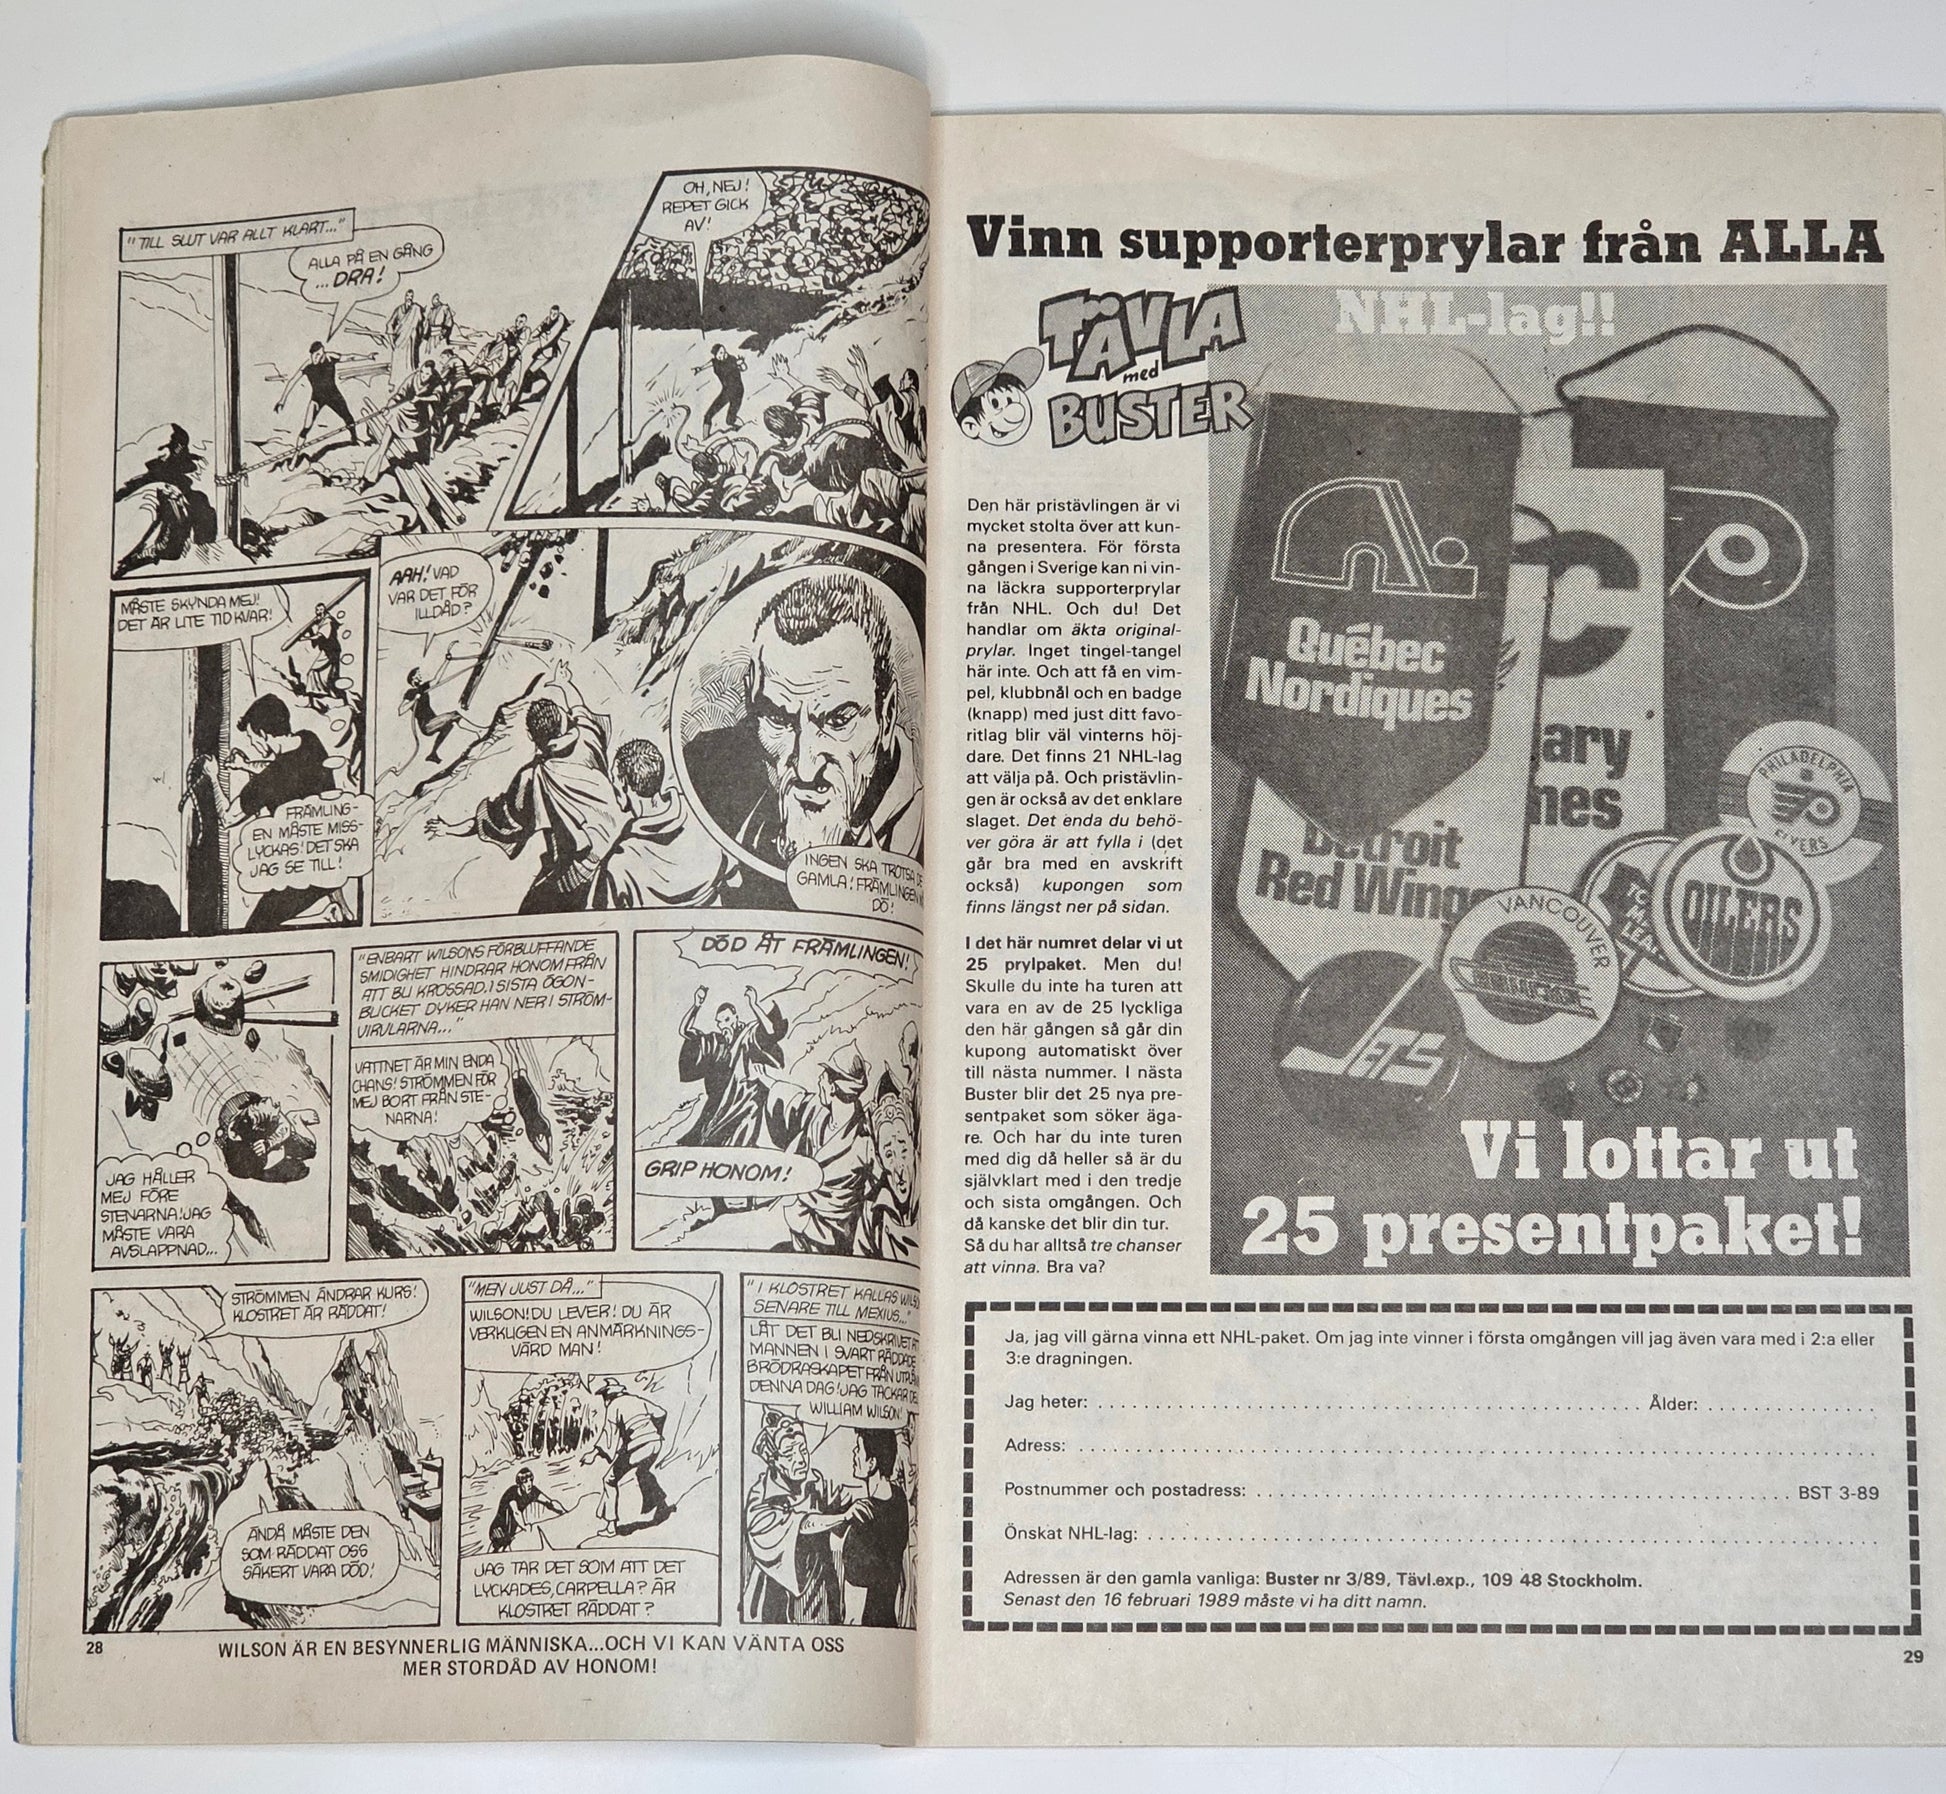 "TILL SLUT VAR ALLT KLART..."
ALLA PÅ EN GÅNG
...DRA!
OH, NEJ!
REPET GICK
AV!
MÅSTE SKYNDA MEJ!
DET ÄR LITE TID KVAR!
FRÄMLING-
EN MÅSTE MISS-
LYCKAS! DET SKA
JAG SE TILL!
AAH! VAD
VAR DET FÖR
ILLDÅD?
INGEN SKA TROTSA DE
GAMLA! FRÄMLINGEN
DÖ!
JAG HÅLLER
MEJ FÖRE
STENARNA! JAG
MÅSTE VARA
AVSLAPPNAD...
"ENBART WILSONS FÖRBLUFFANDE
SMIDIGHET HINDRAR HONOM FRÅN
ATT BLI KROSSAD. I SISTA ÖGON-
BLICKET DYKER HAN NER I STRÖM-
VIRVLARNA..."
VATTNET ÄR MIN ENDA
CHANS! STRÖMMEN FÖR
MEJ BORT FRÅN STE-
NARNA!
DÖD ÅT FRÄMLINGEN!
GRIP HONOM!
STRÖMMEN ÄNDRAR KURS!
KLOSTRET ÄR RÄDDAT!
ÄNDÅ MÅSTE DEN
SOM RÄDDAT OSS
SÄKERT VARA DÖD!
"MEN JUST DÅ..."
WILSON! DU LEVER! DU ÄR
VERKLIGEN EN ANMÄRKNINGS-
VÄRD MAN!
JAG TAR DET SOM ATT DET
LYCKADES, CARPELLA? ÄR
KLOSTRET RÄDDAT?
"I KLOSTRET KALLAS
SENARE TILL MEXIUS..."
LÅT DET BLI NEDSKRIVET
MANNEN I SVART RÄDDADE
BRÖDRASKAPET FRÅN
DENNA DAG! JAG TACKAR
WILLIAM WILSON!
28
WILSON ÄR EN BESYNNERLIG MÄNNISKA...OCH VI KAN VÄNTA OSS
MER STORDÅD AV HONOM!
Vinn supporterprylar från ALLA
NHL-lag!!
TÄVLA
med
BUSTER
Den här pristävlingen är vi
mycket stolta över att kun-
na presentera. För första
gången i Sverige kan ni vin-
na läckra supporterprylar
från NHL. Och du! Det
handlar om äkta original-
prylar. Inget tingel-tangel
här inte. Och att få en vim-
pel, klubbnål och en badge
(knapp) med just ditt favo-
ritlag blir väl vinterns höj-
dare. Det finns 21 NHL-lag
att välja på. Och pristävlin-
gen är också av det enklare
slaget. Det enda du behö-
ver göra är att fylla i (det
går bra med en avskrift
också) kupongen som
finns längst ner på sidan.
I det här numret delar vi ut
25 prylpaket. Men du!
Skulle du inte ha turen att
vara en av de 25 lyckliga
den här gången så går din
kupong automatiskt över
till nästa nummer. I nästa
Buster blir det 25 nya pre-
sentpaket som söker äga-
re. Och har du inte turen
med dig då heller så är du
självklart med i den tredje
och sista omgången. Och
då kanske det blir din tur.
Så du har alltså tre chanser
att vinna. Bra va?
Québec
Nordiques
ary
mes
Detroit
Red Wings
PHILADELPHIA
FLYERS
OILERS
VANCOUVER
JETS
Vi lottar ut
25 presentpaket!
Ja, jag vill gärna vinna ett NHL-paket. Om jag inte vinner i första omgången vill jag även vara med i 2:a eller
3:e dragningen.
Jag heter: Ålder:
Adress:
Postnummer och postadress: BST 3-89
Önskat NHL-lag:
Adressen är den gamla vanliga: Buster nr 3/89, Tävl.exp., 109 48 Stockholm.
Senast den 16 februari 1989 måste vi ha ditt namn.
29